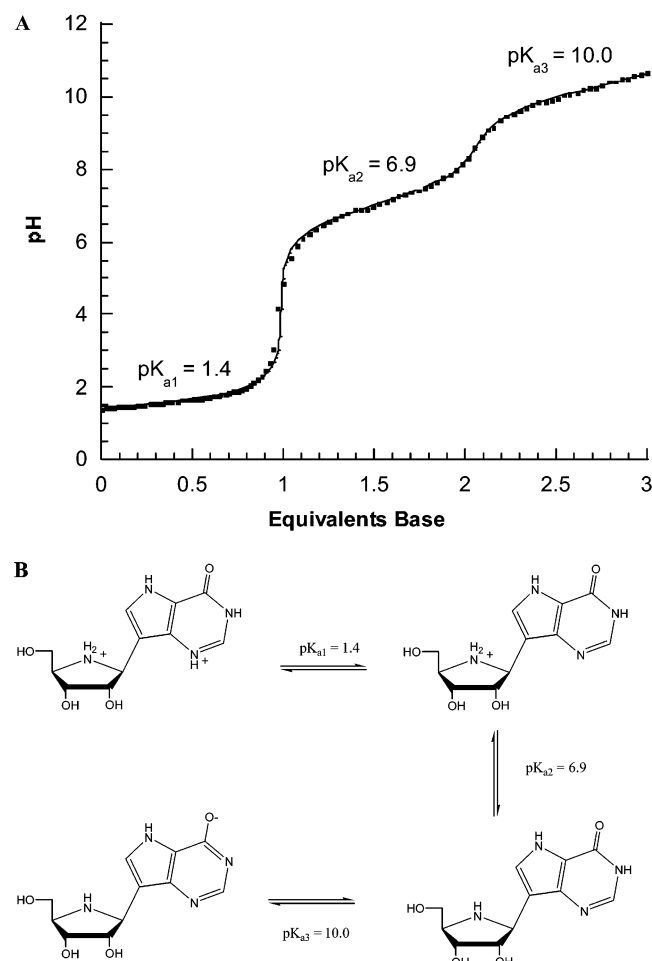 A
12
pKa3 = 10.0
10
pKa2 = 6.9
8
pH
6
4
pKa1 = 1.4
2
0
0 0.5 1 1.5 2 2.5 3
Equivalents Base
B
H
N
O
NH
HO
H2
N
+
N
H
+
OH
OH
pKa1 = 1.4
H
N
O
NH
HO
H2
N
+
N
OH
OH
pKa2 = 6.9
H
N
O-
N
HO
H
N
N
OH
OH
pKa3 = 10.0
H
N
O
NH
HO
H
N
N
OH
OH